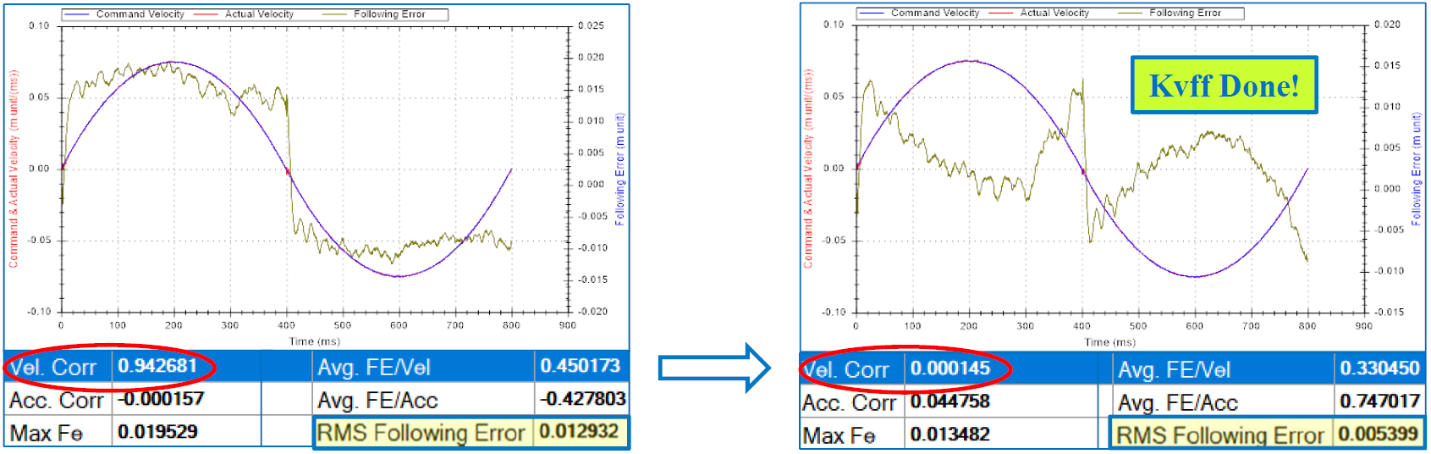 Command Velocity Actual Velocity Following Error
0.10
0.05
0.00
-0.05
-0.10
Command & Actual Velocity (m unit/(ms))
0.025
0.020
0.015
0.010
0.005
0.000
-0.005
-0.010
-0.015
-0.020
Following Error (m unit)
0 100 200 300 400 500 600 700 800 900
Time (ms)
Vel. Corr 0.942681 Avg. FE/Vel 0.450173
Acc. Corr -0.000157 Avg. FE/Acc -0.427803
Max Fe 0.019529 RMS Following Error 0.012932
Command Velocity Actual Velocity Following Error
Kvff Done!
0.10
0.05
0.00
-0.05
-0.10
Command & Actual Velocity (m unit/(ms))
0.020
0.015
0.010
0.005
0.000
-0.005
-0.010
-0.015
Following Error (m unit)
0 100 200 300 400 500 600 700 800 900
Time (ms)
Vel. Corr 0.000145 Avg. FE/Vel 0.330450
Acc. Corr 0.044758 Avg. FE/Acc 0.747017
Max Fe 0.013482 RMS Following Error 0.005399